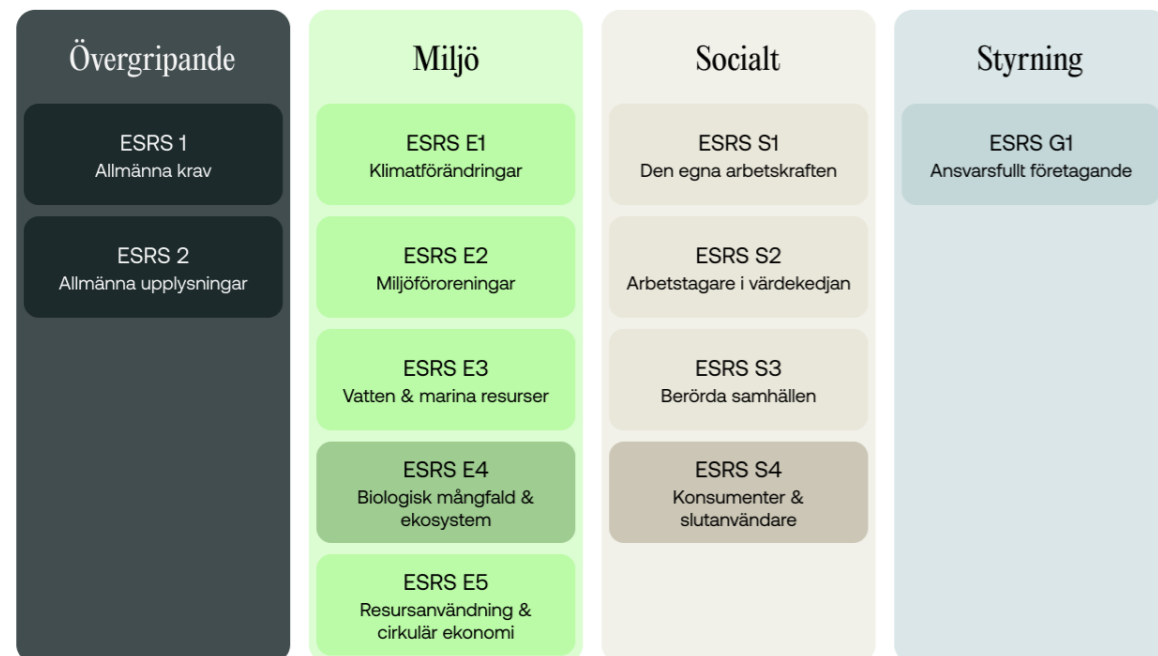 Övergripande
ESRS 1
Allmänna krav
ESRS 2
Allmänna upplysningar
Miljö
ESRS E1
Klimatförändringar
ESRS E2
Miljöföroreningar
ESRS E3
Vatten & marina resurser
ESRS E4
Biologisk mångfald &
ekosystem
ESRS E5
Resursanvändning &
cirkulär ekonomi
Socialt
ESRS S1
Den egna arbetskraften
ESRS S2
Arbetstagare i värdekedjan
ESRS S3
Berörda samhällen
ESRS S4
Konsumenter &
slutanvändare
Styrning
ESRS G1
Ansvarsfullt företagande